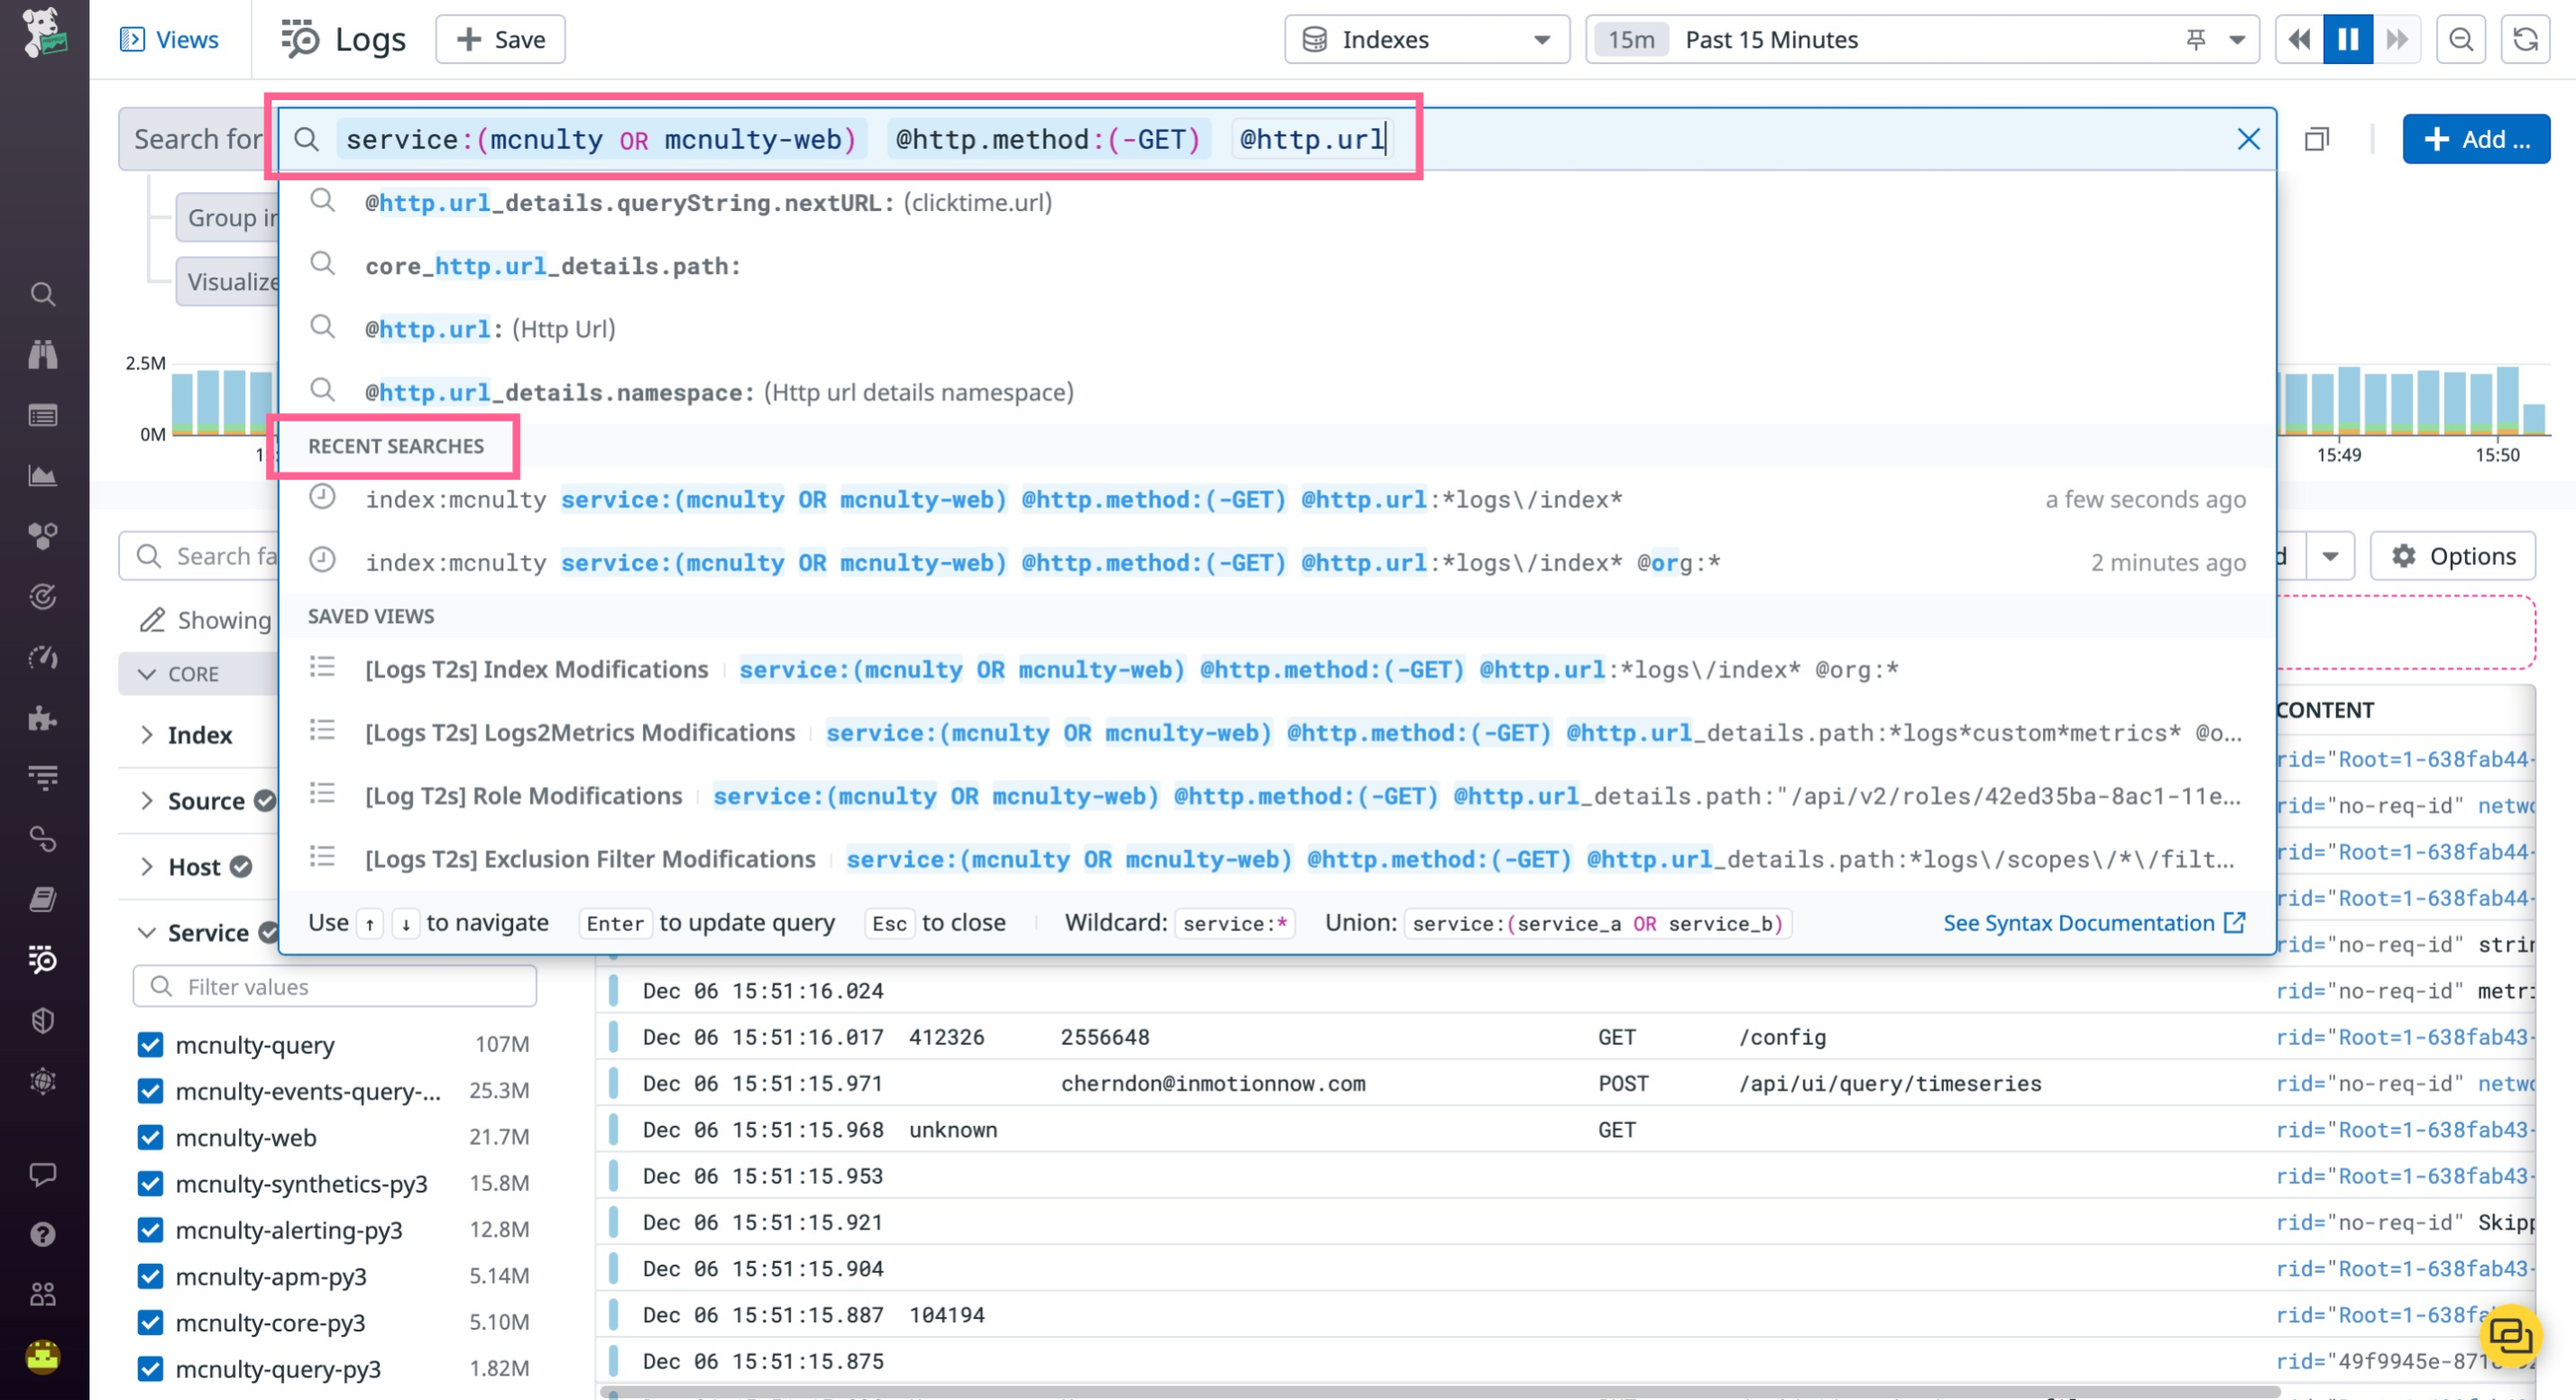 Views
Logs
+ Save
Indexes
15m Past 15 Minutes
Search for
service:(mcnulty OR mcnulty-web) @http.method:(-GET) @http.url
+ Add ...
@http.url_details.queryString.nextURL: (clicktime.url)
Group in
core_http.url_details.path:
Visualize
@http.url: (Http Url)
@http.url_details.namespace: (Http url details namespace)
2.5M
0M
15:49
15:50
RECENT SEARCHES
index:mcnulty service:(mcnulty OR mcnulty-web) @http.method:(-GET) @http.url:*logs\/index*
a few seconds ago
index:mcnulty service:(mcnulty OR mcnulty-web) @http.method:(-GET) @http.url:*logs\/index* @org:*
2 minutes ago
SAVED VIEWS
[Logs T2s] Index Modifications service:(mcnulty OR mcnulty-web) @http.method:(-GET) @http.url:*logs\/index* @org:*
[Logs T2s] Logs2Metrics Modifications service:(mcnulty OR mcnulty-web) @http.method:(-GET) @http.url_details.path:*logs*custom*metrics* @o...
[Log T2s] Role Modifications service:(mcnulty OR mcnulty-web) @http.method:(-GET) @http.url_details.path:"/api/v2/roles/42ed35ba-8ac1-11e...
[Logs T2s] Exclusion Filter Modifications service:(mcnulty OR mcnulty-web) @http.method:(-GET) @http.url_details.path:*logs\/scopes\/*\/filt...
Use ↑ ↓ to navigate Enter to update query Esc to close Wildcard: service:* Union: service:(service_a OR service_b) See Syntax Documentation
Search fa
Options
Showing
CORE
Index
Source
Host
Service
Filter values
mcnulty-query 107M
mcnulty-events-query-... 25.3M
mcnulty-web 21.7M
mcnulty-synthetics-py3 15.8M
mcnulty-alerting-py3 12.8M
mcnulty-apm-py3 5.14M
mcnulty-core-py3 5.10M
mcnulty-query-py3 1.82M
CONTENT
rid="Root=1-638fab44-
rid="no-req-id" netwo
rid="Root=1-638fab44-
rid="Root=1-638fab44-
rid="no-req-id" strin
Dec 06 15:51:16.024 rid="no-req-id" metri
Dec 06 15:51:16.017 412326 2556648 GET /config rid="Root=1-638fab43-
Dec 06 15:51:15.971 cherndon@inmotionnow.com POST /api/ui/query/timeseries rid="no-req-id" netwo
Dec 06 15:51:15.968 unknown GET rid="Root=1-638fab43-
Dec 06 15:51:15.953 rid="Root=1-638fab43-
Dec 06 15:51:15.921 rid="no-req-id" Skipp
Dec 06 15:51:15.904 rid="Root=1-638fab43-
Dec 06 15:51:15.887 104194 rid="Root=1-638fa
Dec 06 15:51:15.875 rid="49f9945e-871